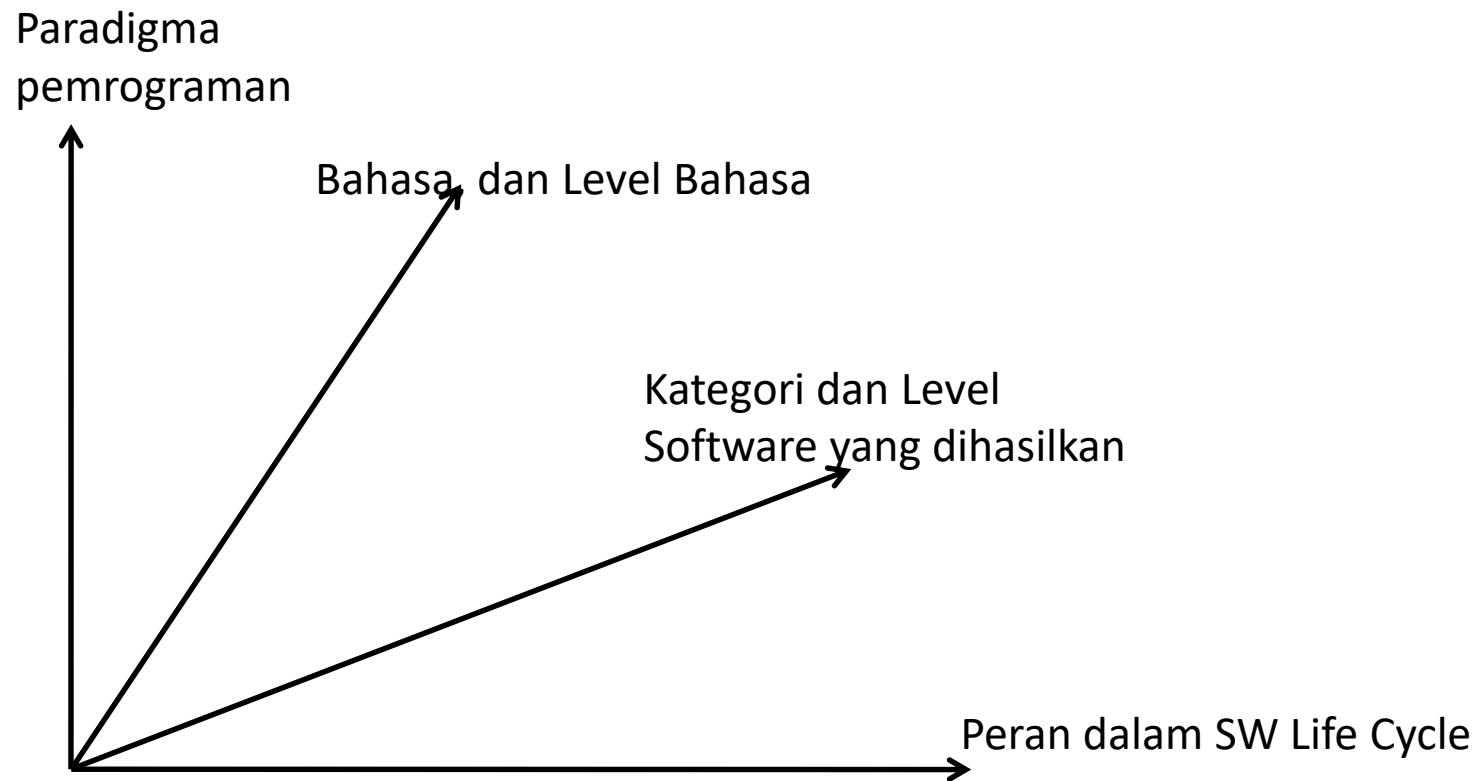 Paradigma
pemrograman
Bahasa, dan Level Bahasa
Kategori dan Level
Software yang dihasilkan
Peran dalam SW Life Cycle